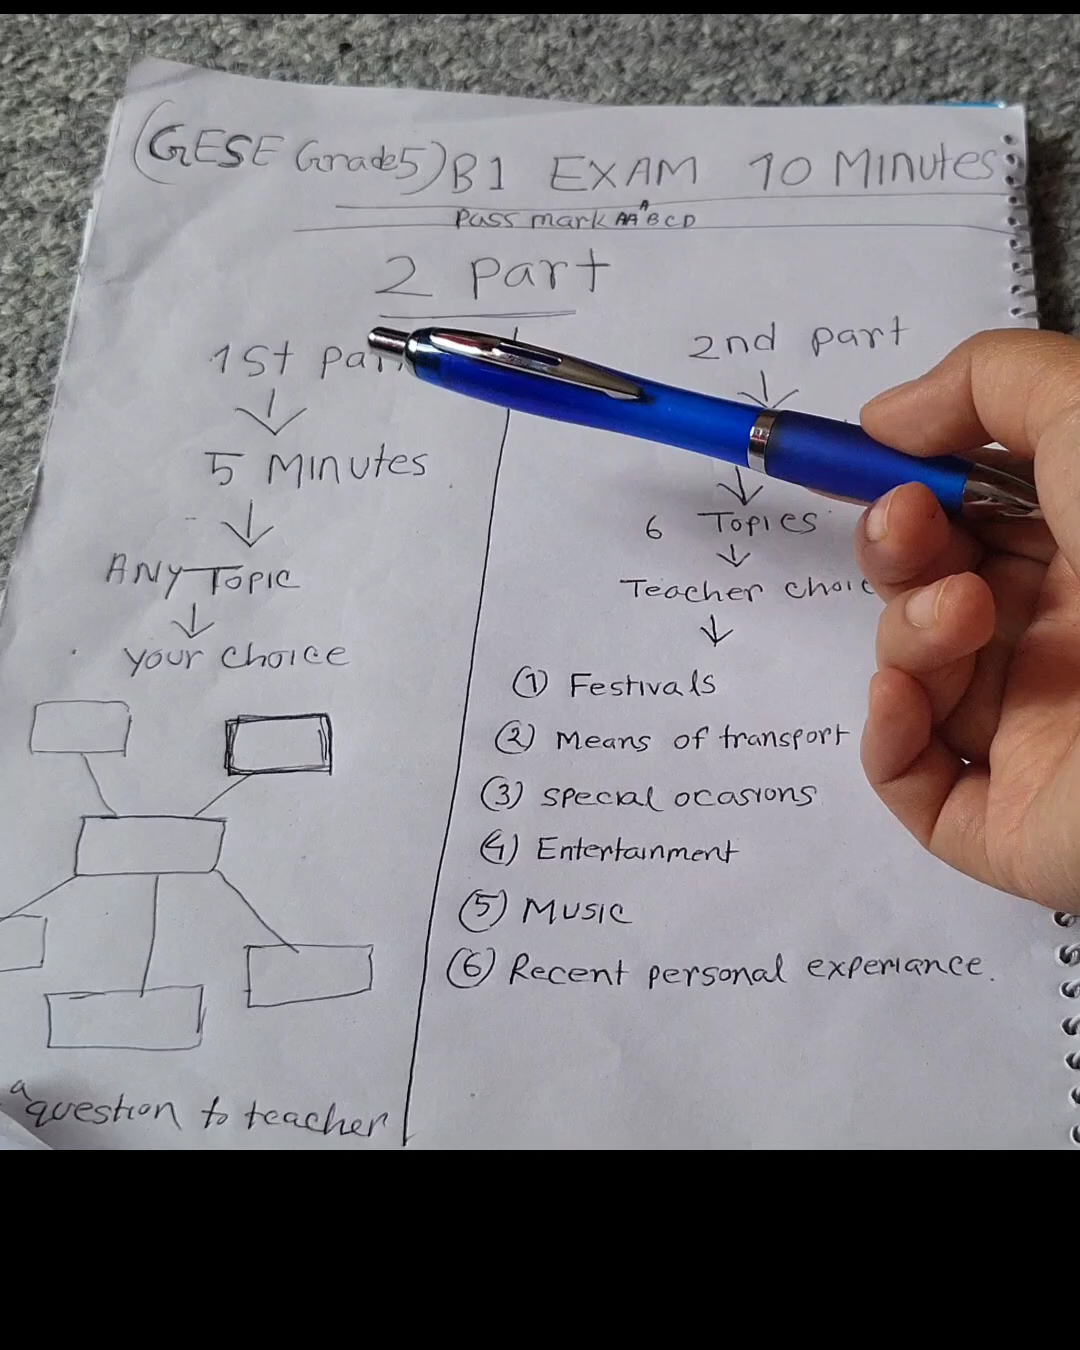 (GESE Grade5) B1 EXAM 10 Minutes
Pass mark AAABCD
2 part
1st
5 Minutes
ANY TOPIC
your choice
a question to teacher
2nd part
6 Topics
Teacher
① Festivals
② Means of transport
③ special ocasions
④ Entertainment
⑤ Music
⑥ Recent personal experiance.